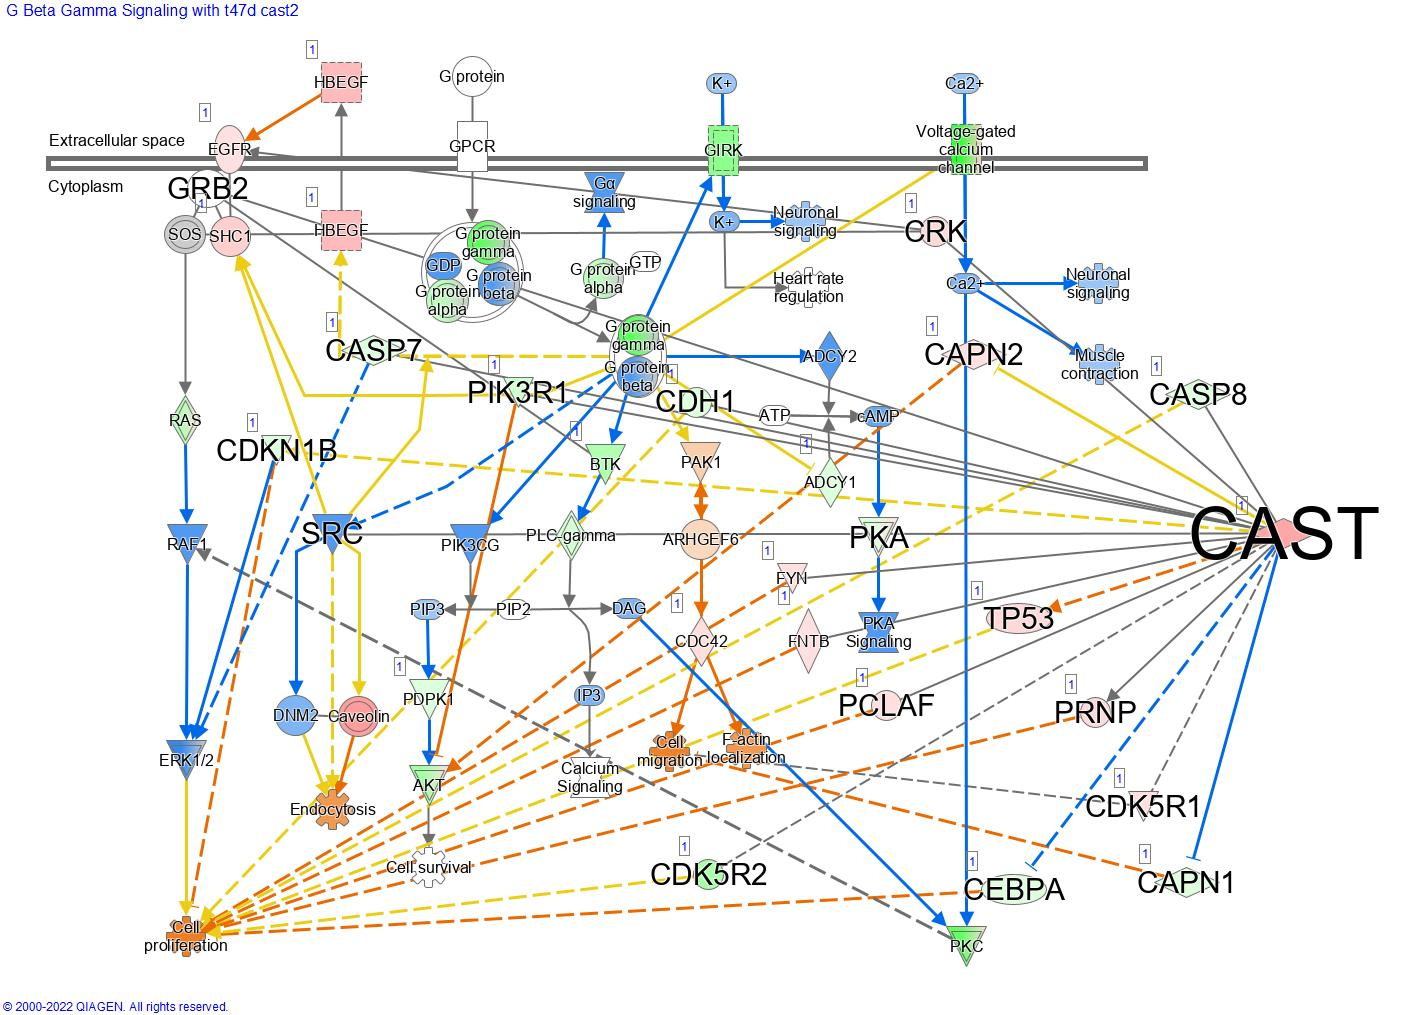 G Beta Gamma Signaling with t47d cast2
1
HBEGF
G protein
K+
Ca2+
1
Extracellular space
EGFR
GPCR
GIRK
Voltage-gated
calcium
channel
Cytoplasm
GRB2
1
1
HBEGF
Gα
signaling
SOS
SHC1
G protein
gamma
GDP
G protein
beta
G protein
alpha
G protein
alpha
GTP
K+
Neuronal
signaling
1
CRK
Heart rate
regulation
Ca2+
Neuronal
signaling
1
CASP7
G protein
gamma
G protein
beta
ADCY2
1
CAPN2
Muscle
contraction
1
CASP8
1
PIK3R1
1
CDH1
ATP
cAMP
RAS
1
CDKN1B
1
BTK
PAK1
1
ADCY1
1
CAST
RAF1
SRC
PIK3CG
PLC-gamma
ARHGEF6
PKA
1
FYN
1
PIP3
PIP2
DAG
1
CDC42
FNTB
PKA
Signaling
1
TP53
1
PDPK1
IP3
1
PCLAF
1
PRNP
DNM2
Caveolin
ERK1/2
Cell
migration
F-actin
localization
AKT
Calcium
Signaling
Endocytosis
1
CDK5R1
Cell survival
1
CDK5R2
1
CEBPA
1
CAPN1
Cell
proliferation
PKC
© 2000-2022 QIAGEN. All rights reserved.